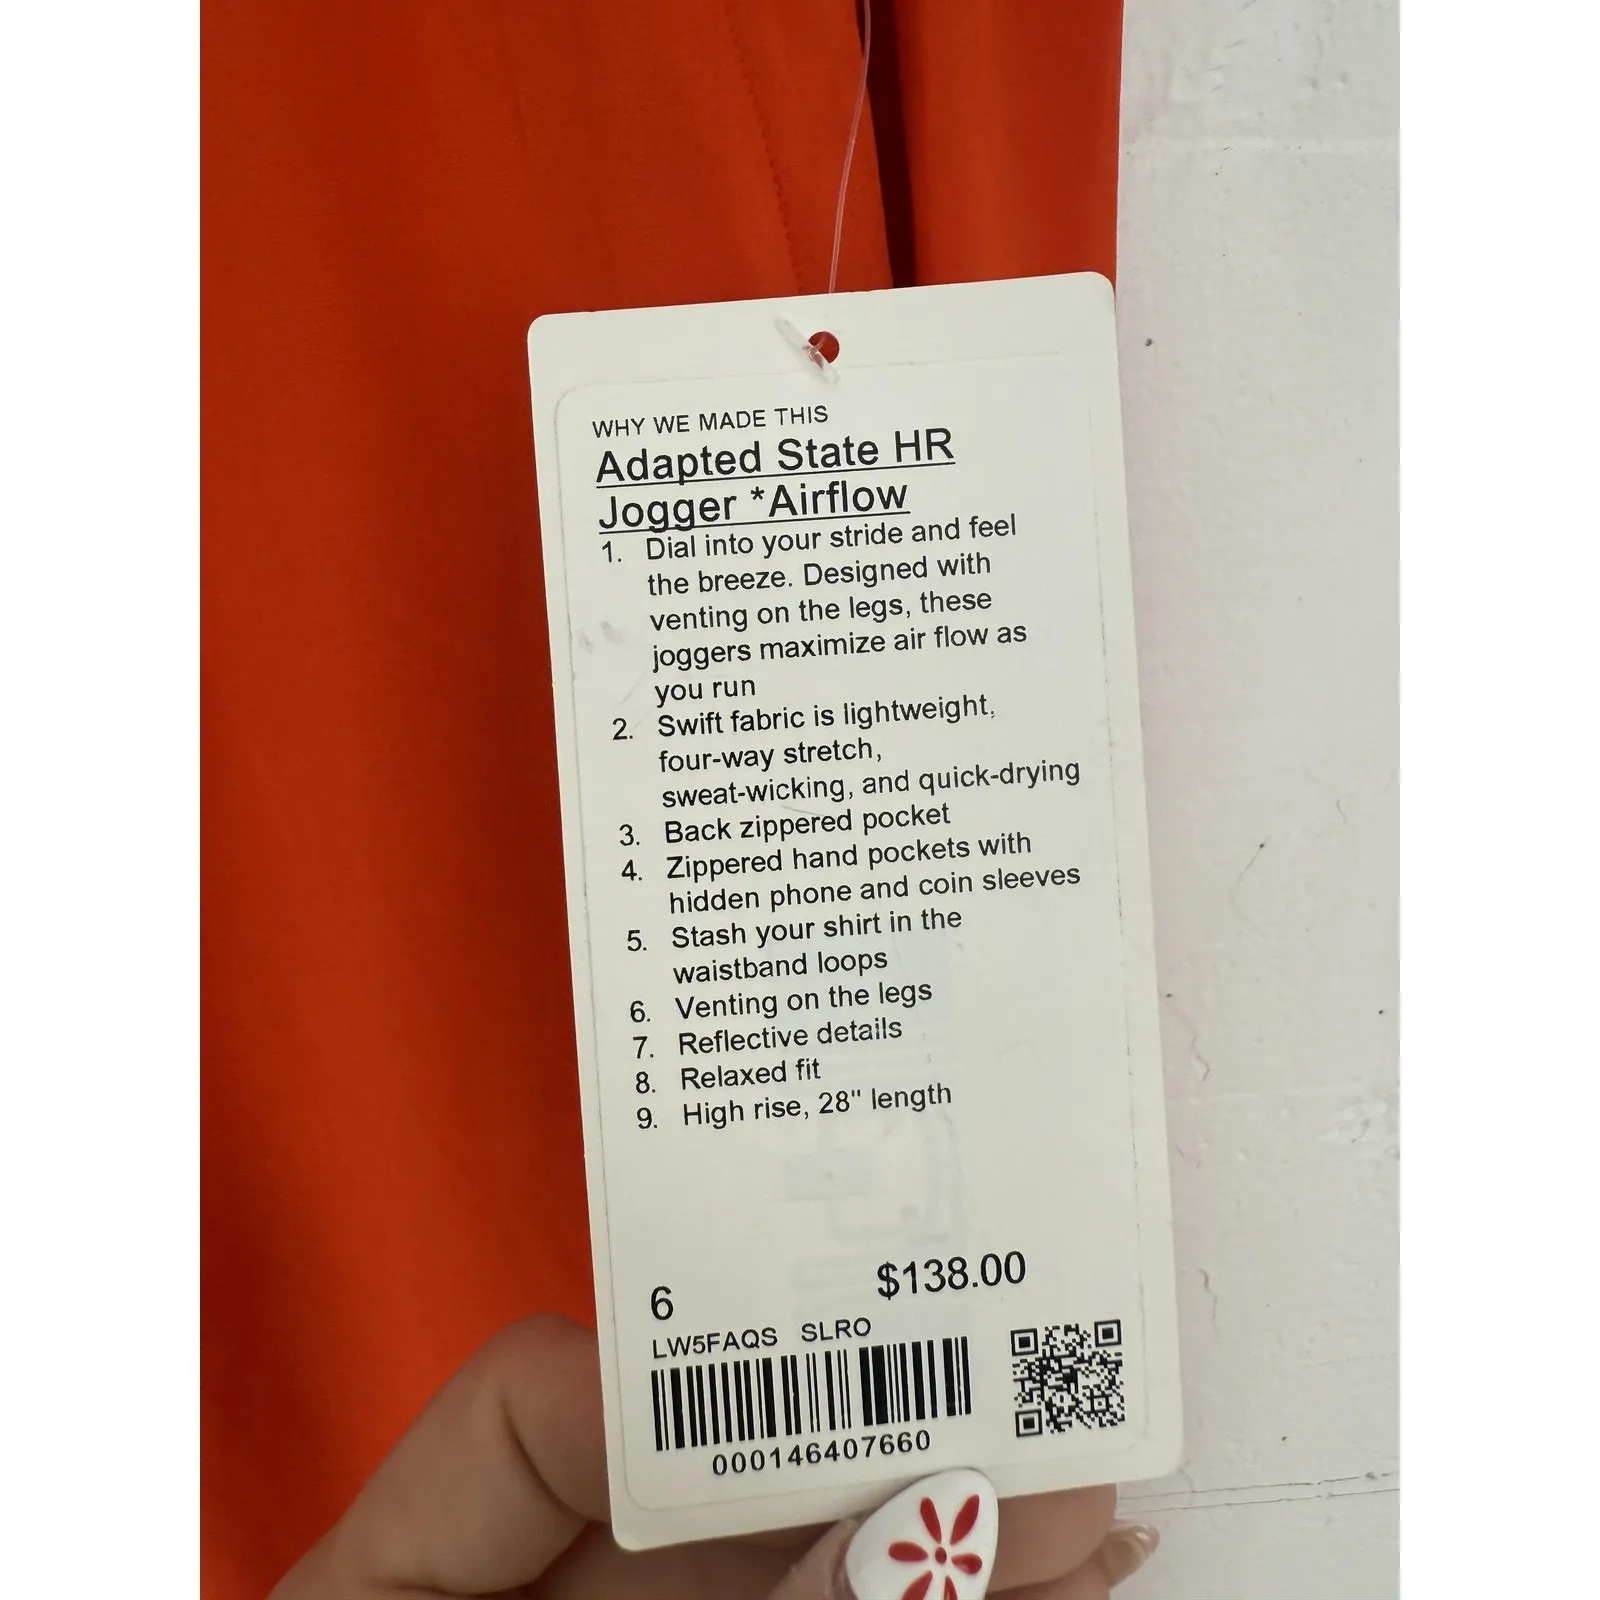 WHY WE MADE THIS
Adapted State HR
Jogger *Airflow
1. Dial into your stride and feel
the breeze. Designed with
venting on the legs, these
joggers maximize air flow as
you run
2. Swift fabric is lightweight,
four-way stretch,
sweat-wicking, and quick-drying
3. Back zippered pocket
4. Zippered hand pockets with
hidden phone and coin sleeves
5. Stash your shirt in the
waistband loops
6. Venting on the legs
7. Reflective details
8. Relaxed fit
9. High rise, 28" length
6 $138.00
LW5FAQS SLRO
000146407660